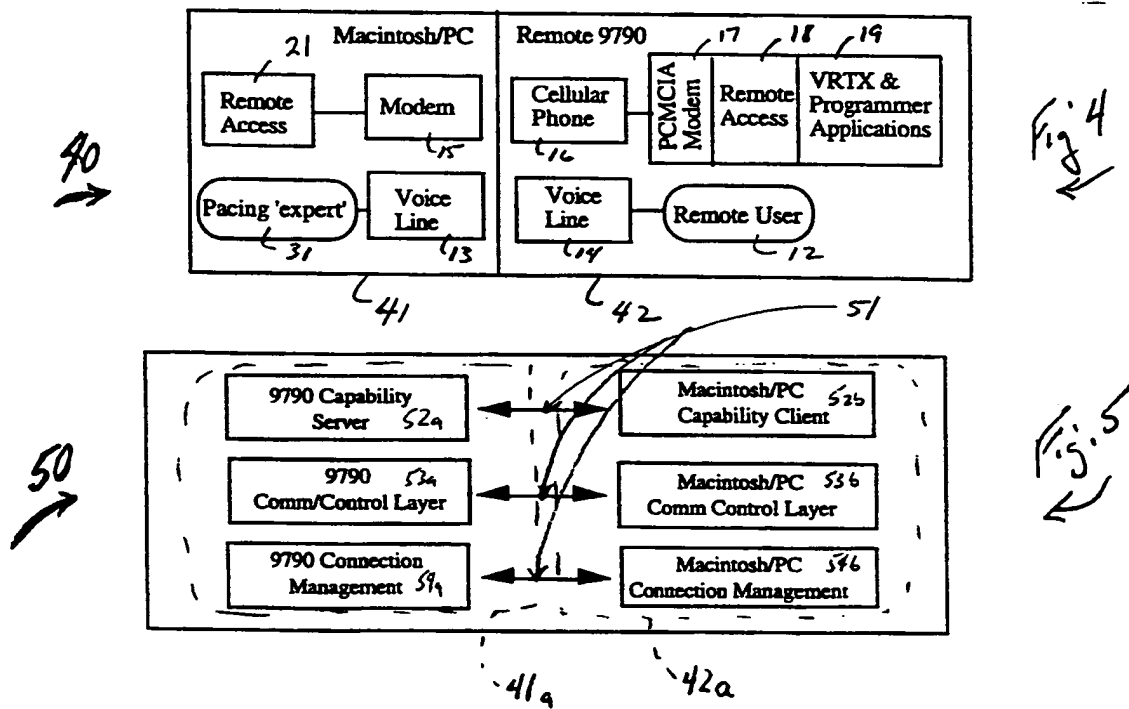 Macintosh/PC
Remote 9790
17
18
19
21
Remote
Access
Modem
15
Cellular
Phone
16
PCMCIA
Modem
Remote
Access
VRTX &
Programmer
Applications
Fig 4
40
Pacing 'expert'
31
Voice
Line
13
Voice
Line
14
Remote User
12
41
42
51
9790 Capability
Server 52a
Macintosh/PC 52b
Capability Client
Fig. 5
50
9790 53a
Comm/Control Layer
Macintosh/PC 53b
Comm Control Layer
9790 Connection
Management 54a
Macintosh/PC 54b
Connection Management
41a
42a